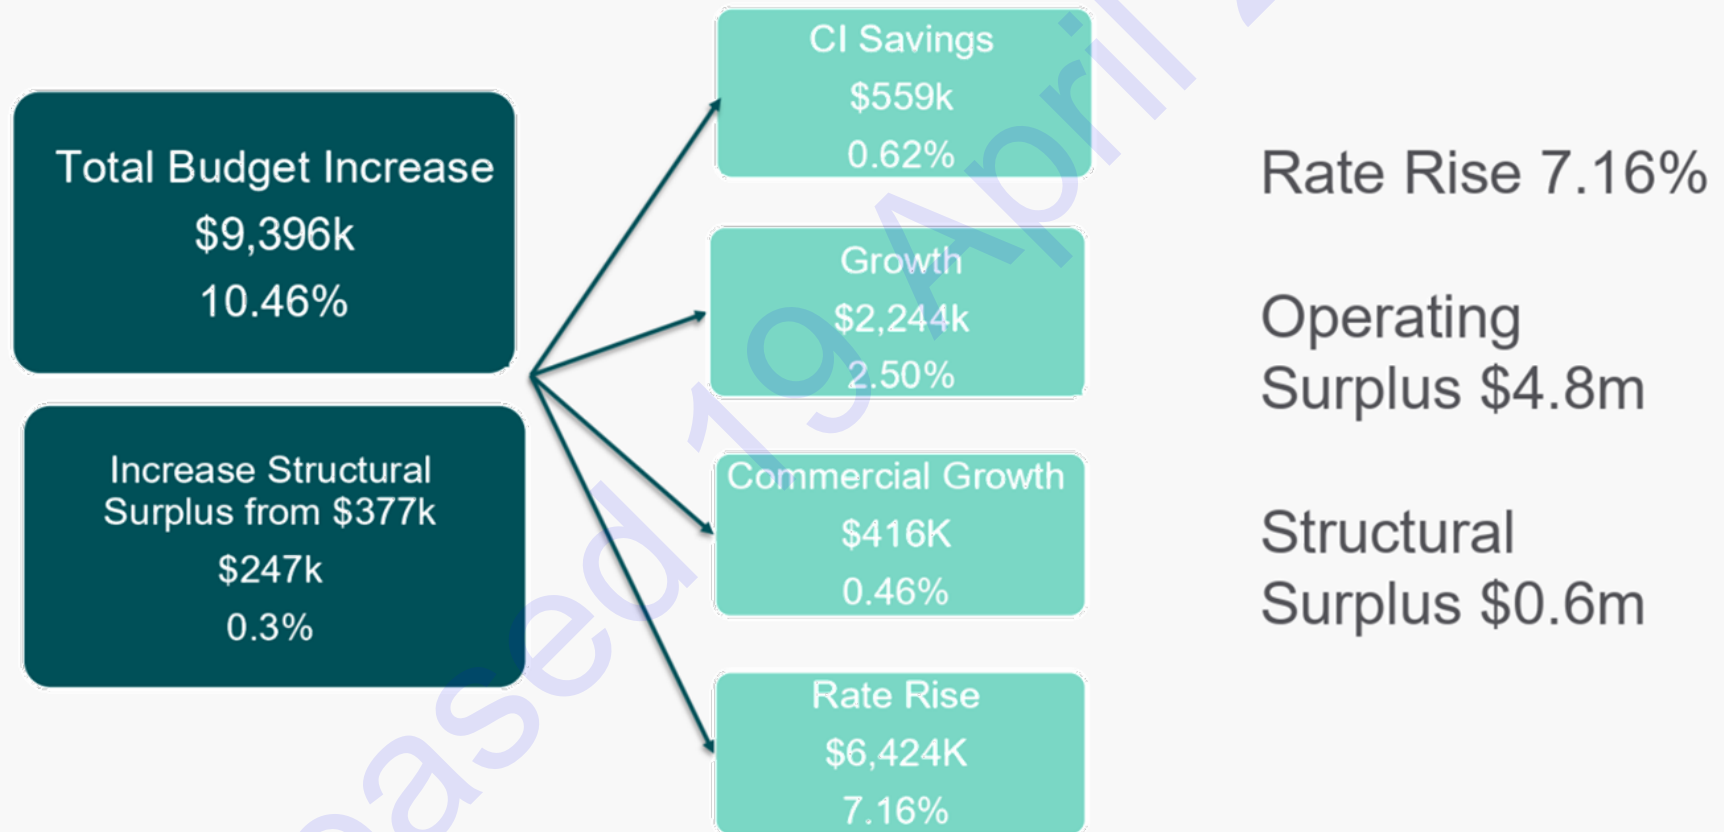 Total Budget Increase
$9,396k
10.46%
Increase Structural
Surplus from $377k
$247k
0.3%
CI Savings
$559k
0.62%
Growth
$2,244k
2.50%
Commercial Growth
$416K
0.46%
Rate Rise
$6,424K
7.16%
Rate Rise 7.16%
Operating
Surplus $4.8m
Structural
Surplus $0.6m
19 April